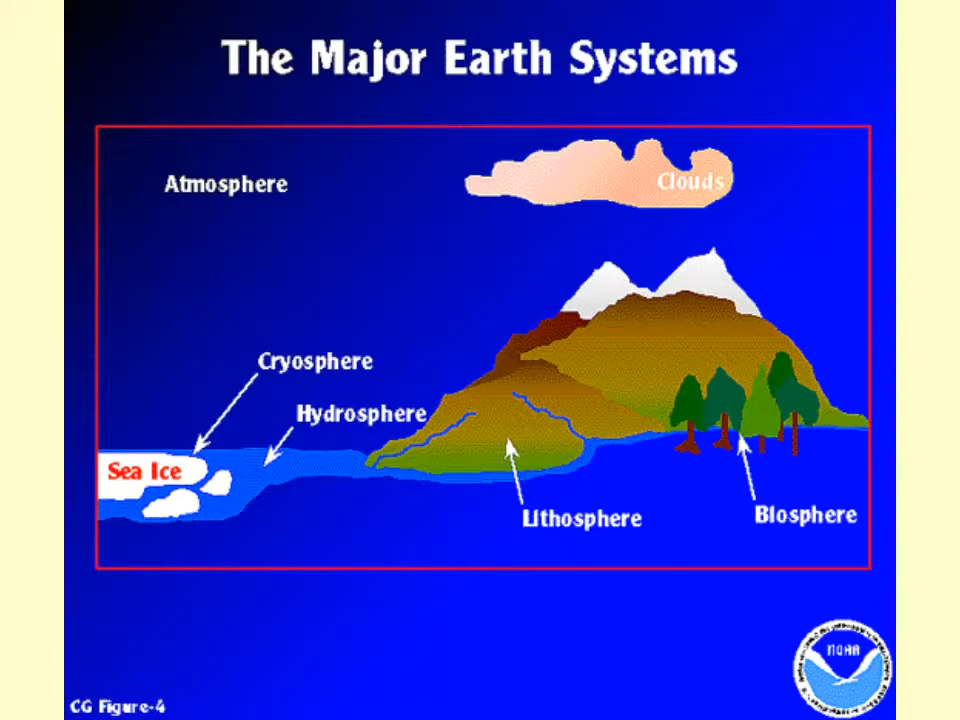 The Major Earth Systems
Atmosphere
Clouds
Cryosphere
Hydrosphere
Sea Ice
Lithosphere
Biosphere
NOAA
CG Figure-4